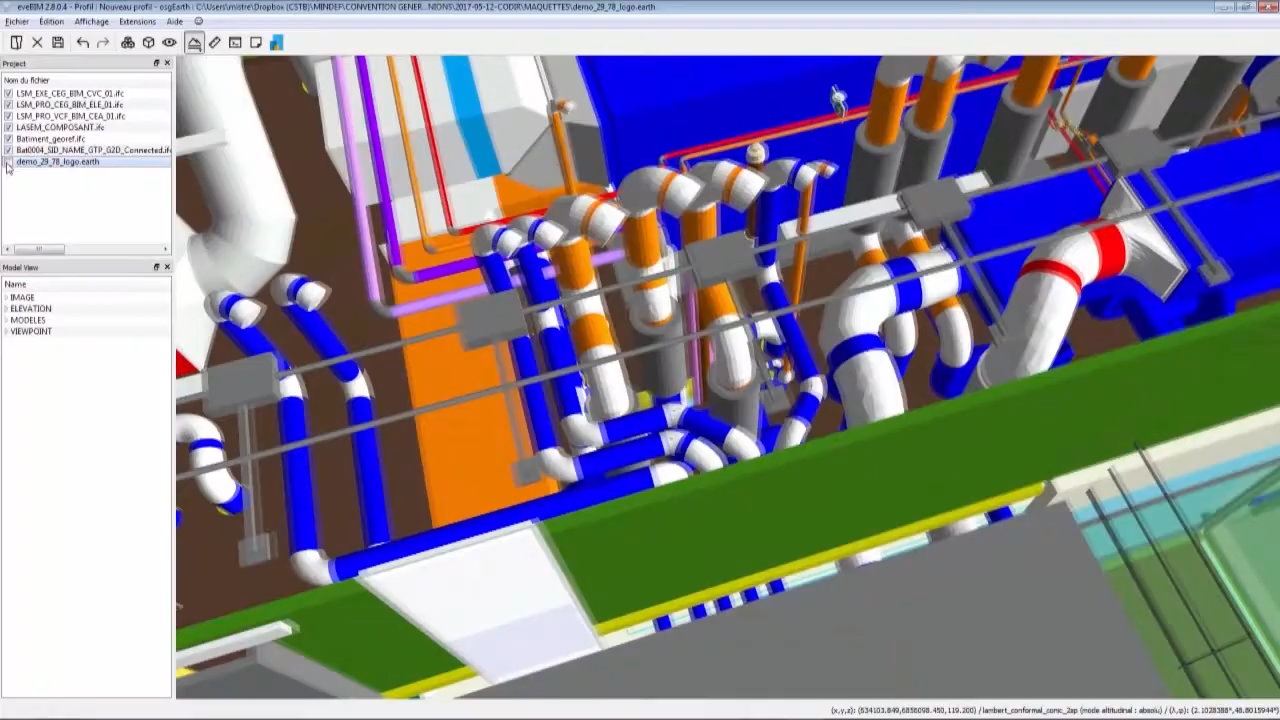 eveBIM 2.8.0.4 - Profil : Nouveau profil - osgEarth : C:\Users\mistre\Dropbox (CSTB)\MINDEF\CONVENTION GENER...NIONS\2017-05-12-CODIR\MAQUETTES\demo_29_78_logo.earth
Fichier Édition Affichage Extensions Aide
Project
Nom du fichier
LSM_EXE_CEG_BIM_CVC_01.ifc
LSM_PRO_CEG_BIM_ELE_01.ifc
LSM_PRO_VCF_BIM_CEA_01.ifc
LASEM_COMPOSANT.ifc
Batiment_georef.ifc
Bat0004_SID_NAME_GTP_G2D_Connected.ifc
demo_29_78_logo.earth
Model View
Name
IMAGE
ELEVATION
MODELES
VIEWPOINT
(x,y,z): (634103.849,6856098.450,119.200) / lambert_conformal_conic_2sp (mode altitudinal : absolu) / (λ,φ): (2.1028388°,48.8015944°)